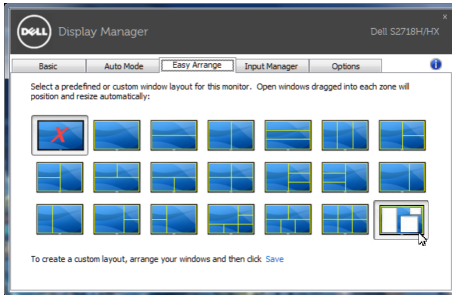 DELL Display Manager
Dell S2718H/HX
Basic Auto Mode Easy Arrange Input Manager Options
Select a predefined or custom window layout for this monitor. Open windows dragged into each zone will
position and resize automatically:
To create a custom layout, arrange your windows and then click Save